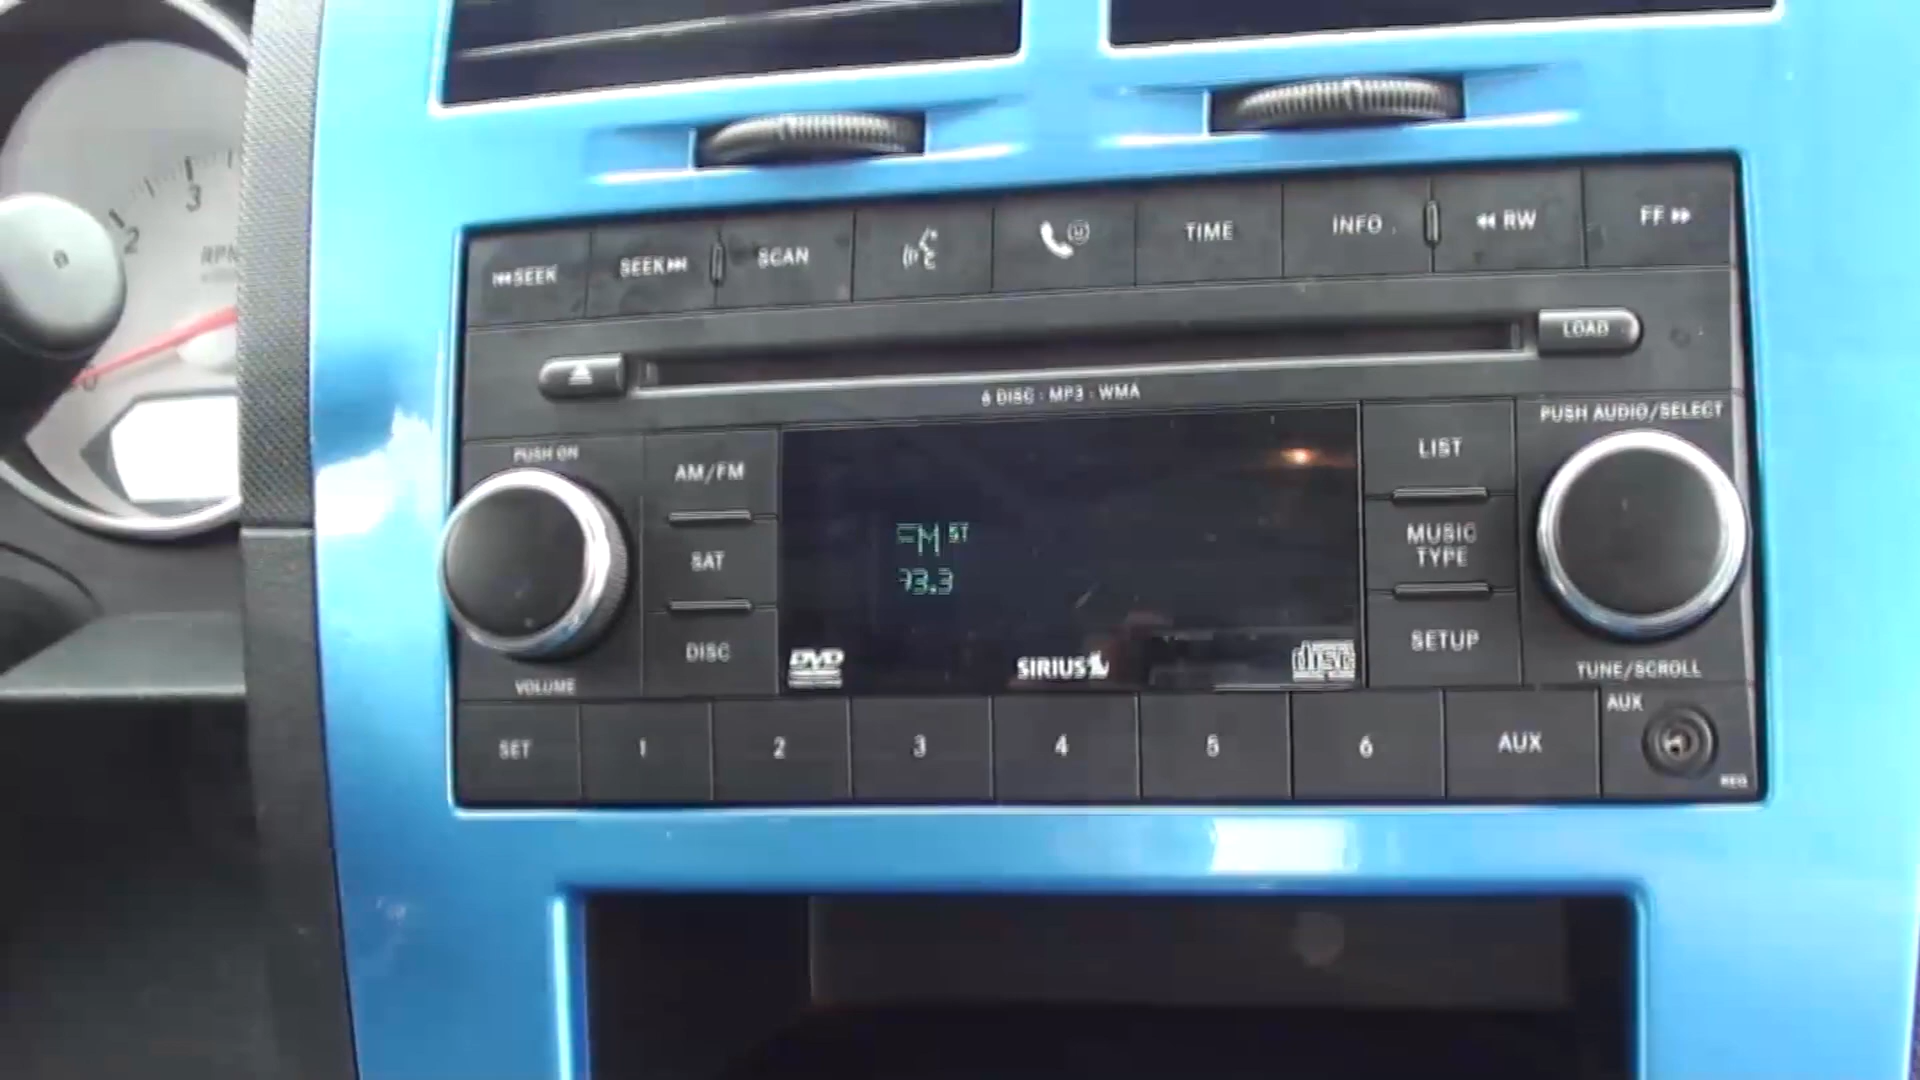 3
2
RPM
0
⏮SEEK SEEK⏭ SCAN TIME INFO ◀◀ RW FF ▶▶
LOAD
6 DISC · MP3 · WMA
PUSH ON
PUSH AUDIO/SELECT
AM/FM
LIST
FM ST
93.3
SAT
MUSIC
TYPE
DISC
SETUP
DVD
SIRIUS
disc
VOLUME
TUNE/SCROLL
AUX
SET 1 2 3 4 5 6 AUX
REQ